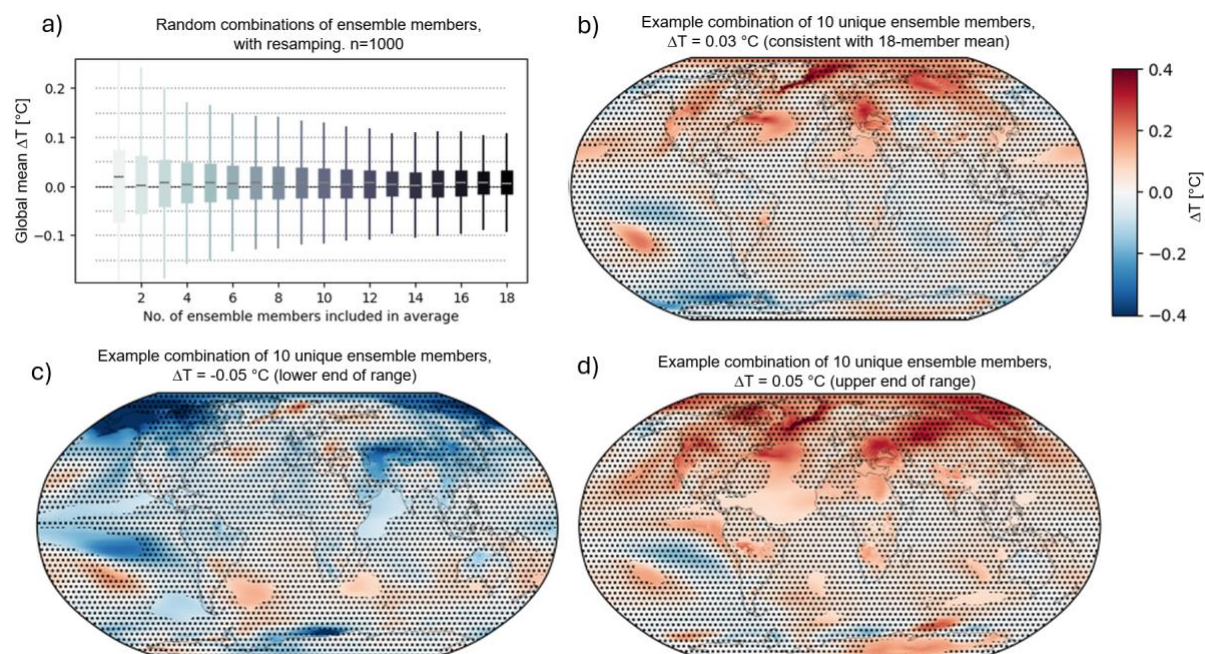 a)
Random combinations of ensemble members,
with resamping. n=1000
Global mean ΔT [°C]
0.2
0.1
0.0
−0.1
2 4 6 8 10 12 14 16 18
No. of ensemble members included in average
b)
Example combination of 10 unique ensemble members,
ΔT = 0.03 °C (consistent with 18-member mean)
0.4
0.2
0.0
−0.2
−0.4
ΔT [°C]
c)
Example combination of 10 unique ensemble members,
ΔT = -0.05 °C (lower end of range)
d)
Example combination of 10 unique ensemble members,
ΔT = 0.05 °C (upper end of range)